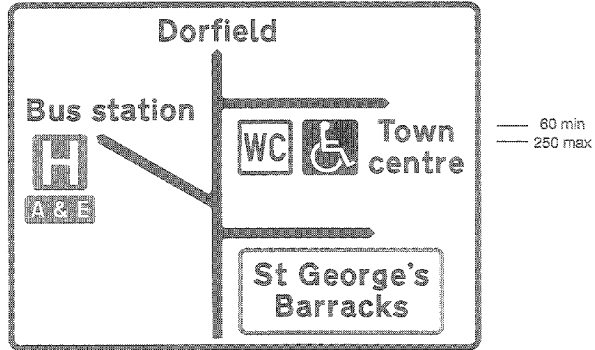 Dorfield
Bus station
H
A & E
WC
Town
centre
60 min
250 max
St George's
Barracks